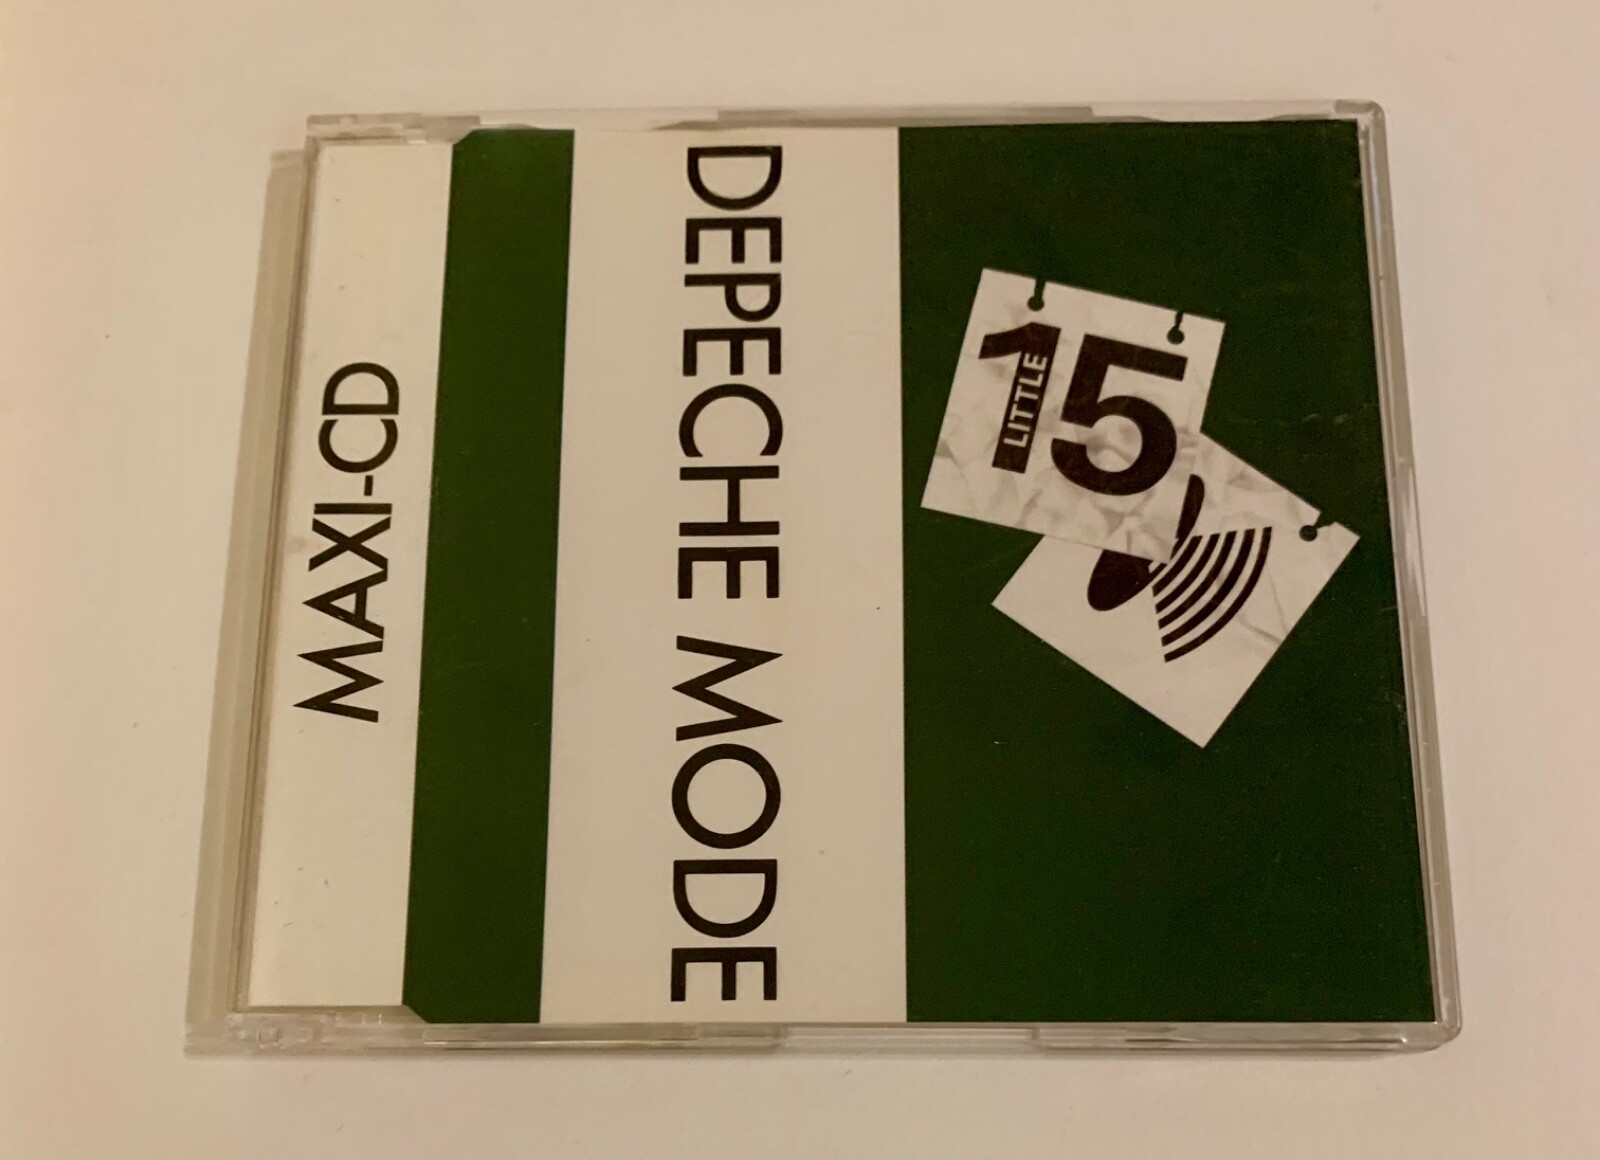 MAXI-CD
DEPECHE MODE
15
LITTLE